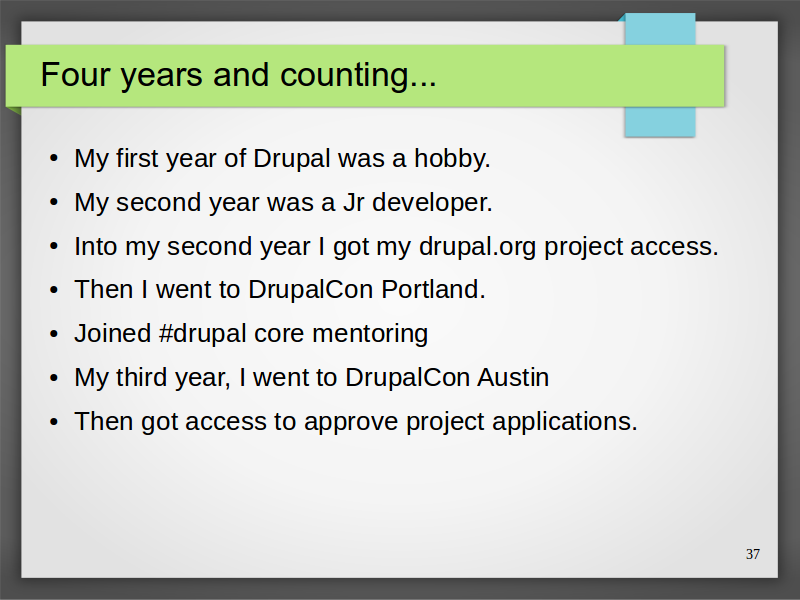 Four years and counting...
• My first year of Drupal was a hobby.
• My second year was a Jr developer.
• Into my second year I got my drupal.org project access.
• Then I went to DrupalCon Portland.
• Joined #drupal core mentoring
• My third year, I went to DrupalCon Austin
• Then got access to approve project applications.
37